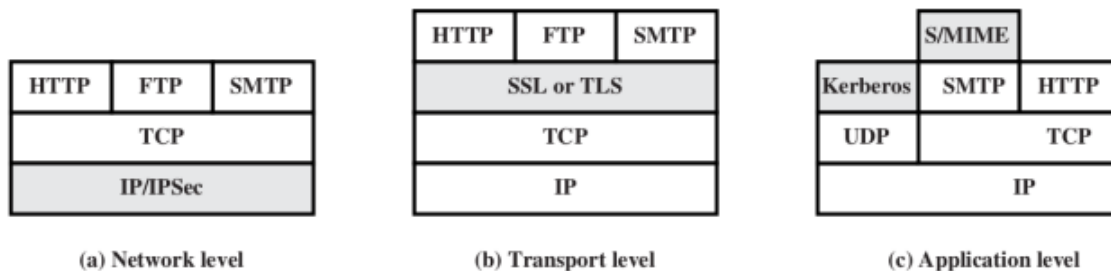 HTTP FTP SMTP
TCP
IP/IPSec
(a) Network level
HTTP FTP SMTP
SSL or TLS
TCP
IP
(b) Transport level
S/MIME
Kerberos SMTP HTTP
UDP TCP
IP
(c) Application level